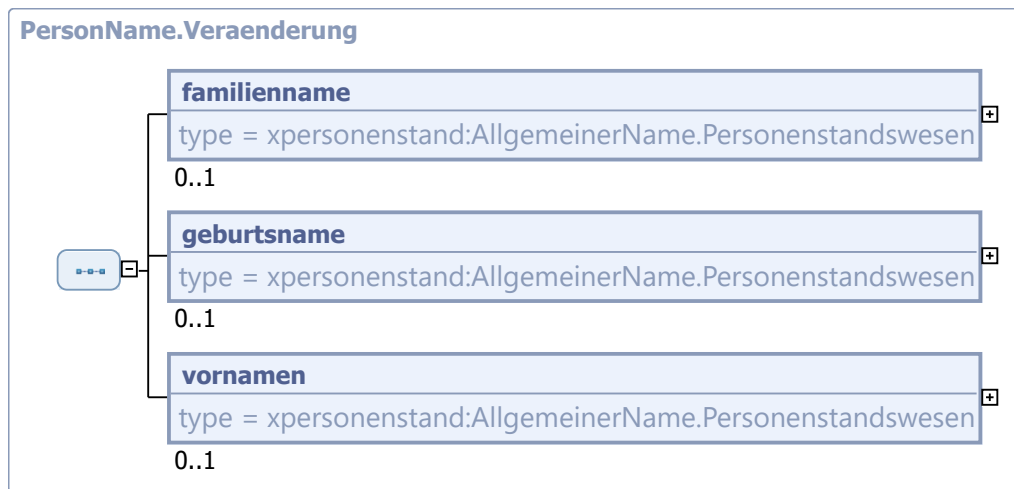 PersonName.Veraenderung
familienname
type = xpersonenstand:AllgemeinerName.Personenstandswesen
0..1
geburtsname
type = xpersonenstand:AllgemeinerName.Personenstandswesen
0..1
vornamen
type = xpersonenstand:AllgemeinerName.Personenstandswesen
0..1